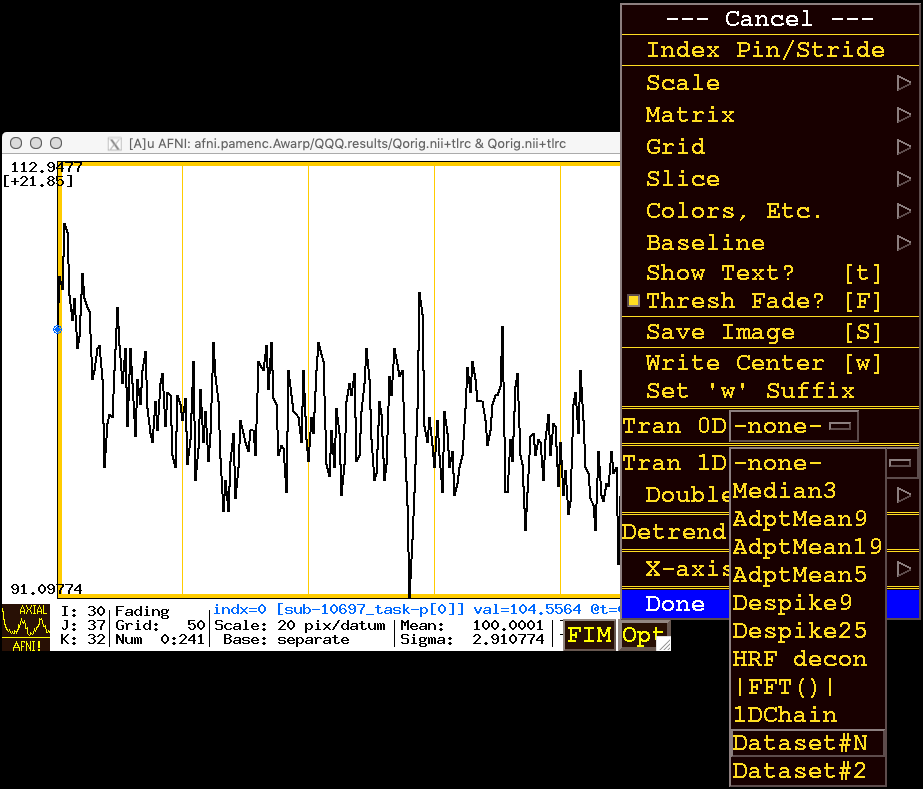 --- Cancel ---
Index Pin/Stride
Scale
Matrix
Grid
Slice
Colors, Etc.
Baseline
Show Text? [t]
Thresh Fade? [F]
Save Image [S]
Write Center [w]
Set 'w' Suffix
Tran 0D -none-
Tran 1D -none-
Double
Detrend
X-axis
Done
Median3
AdptMean9
AdptMean19
AdptMean5
Despike9
Despike25
HRF decon
|FFT()|
1DChain
Dataset#N
Dataset#2
[A]u AFNI: afni.pamenc.Awarp/QQQ.results/Qorig.nii+tlrc & Qorig.nii+tlrc
112.9477
[+21.85]
91.09774
AXIAL
AFNI!
I: 30
J: 37
K: 32
Fading
Grid: 50
Num 0:241
indx=0 [sub-10697_task-p[0]] val=104.5564 @t=
Scale: 20 pix/datum
Base: separate
Mean: 100.0001
Sigma: 2.910774
FIM
Opt